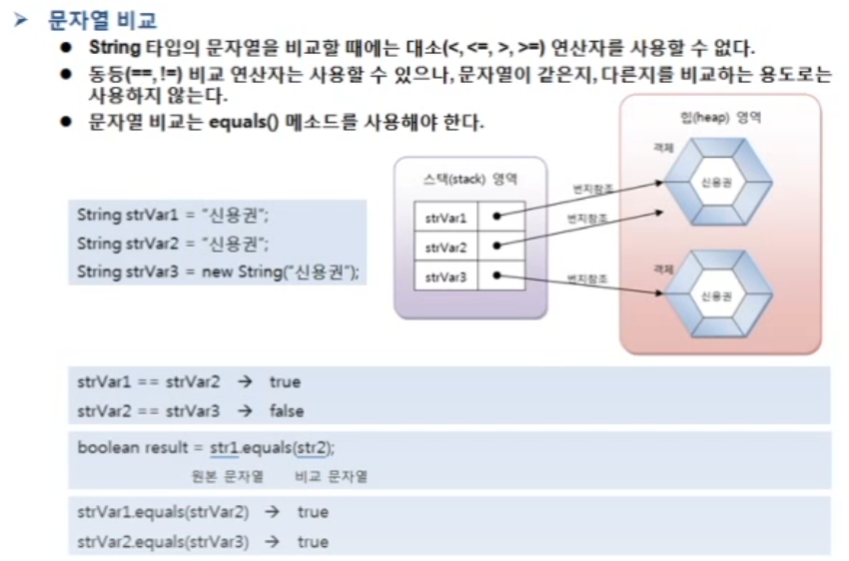 ➤ 문자열 비교
● String 타입의 문자열을 비교할 때에는 대소(<, <=, >, >=) 연산자를 사용할 수 없다.
● 동등(==, !=) 비교 연산자는 사용할 수 있으나, 문자열이 같은지, 다른지를 비교하는 용도로는
사용하지 않는다.
● 문자열 비교는 equals() 메소드를 사용해야 한다.
String strVar1 = "신용권";
String strVar2 = "신용권";
String strVar3 = new String("신용권");
스택(stack) 영역
strVar1
strVar2
strVar3
번지참조
번지참조
번지참조
힙(heap) 영역
객체
신용권
객체
신용권
strVar1 == strVar2 → true
strVar2 == strVar3 → false
boolean result = str1.equals(str2);
원본 문자열 비교 문자열
strVar1.equals(strVar2) → true
strVar2.equals(strVar3) → true